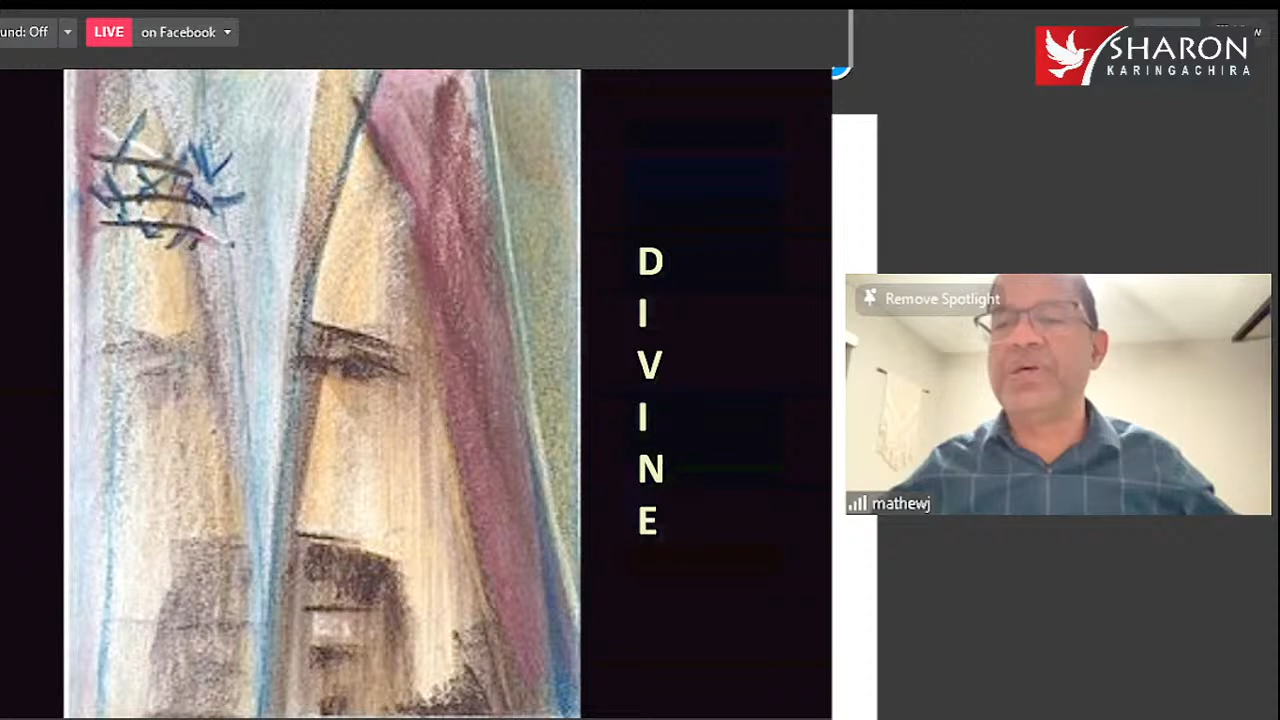 und: Off
LIVE on Facebook
SHARON
KARINGACHIRA
D
I
V
I
N
E
Remove Spotlight
mathewj